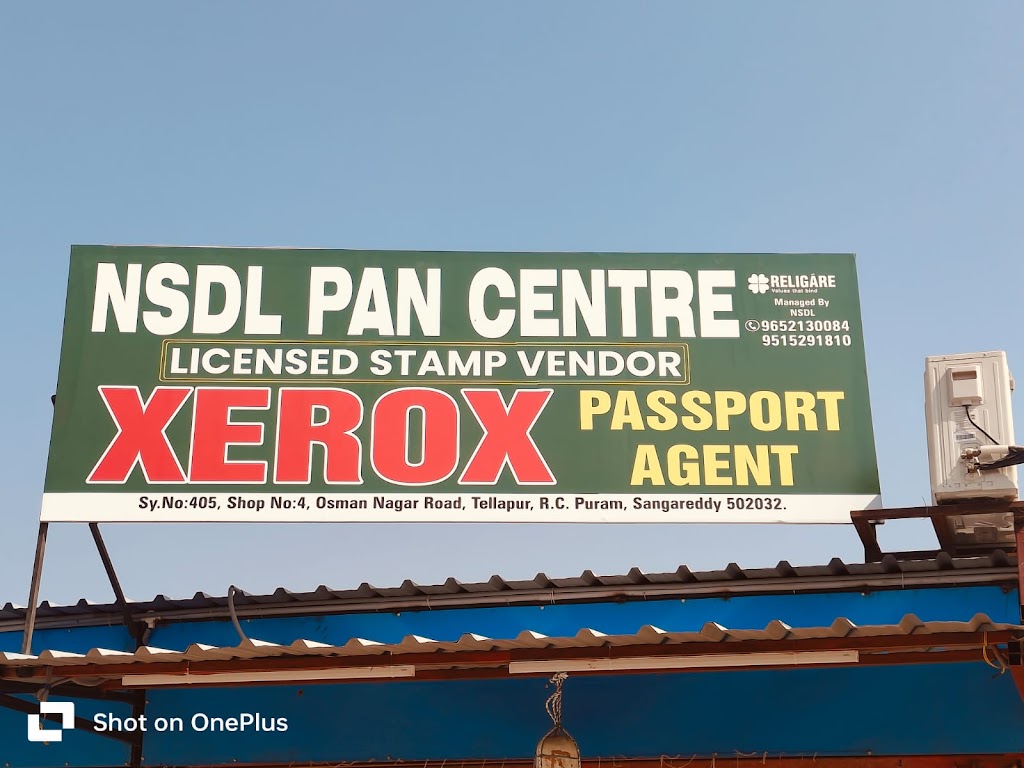 NSDL PAN CENTRE
RELIGARE
Values that bind
Managed By
NSDL
9652130084
9515291810
LICENSED STAMP VENDOR
XEROX
PASSPORT
AGENT
Sy.No:405, Shop No:4, Osman Nagar Road, Tellapur, R.C. Puram, Sangareddy 502032.
Shot on OnePlus